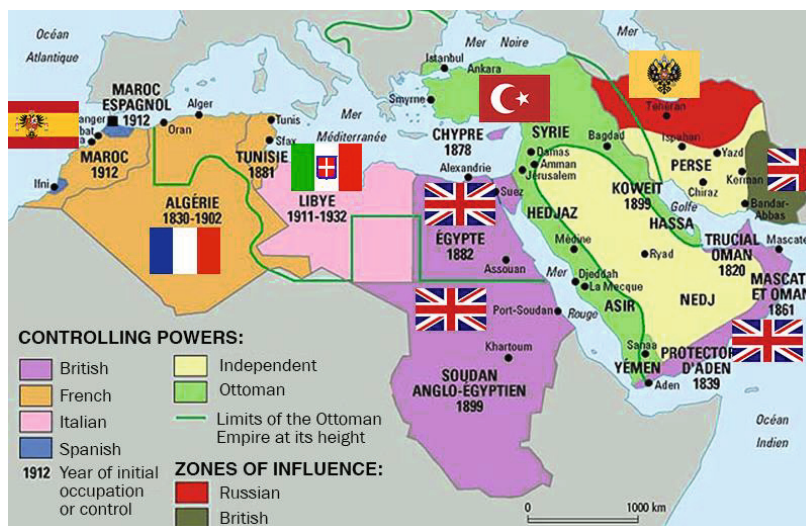 Océan
Atlantique
Mer
Mer Noire
Istanbul
Ankara
Smyrne
Mer
Méditerranée
MAROC
ESPAGNOL
1912
anger
bat
Alger
Oran
Tunis
Sfax
MAROC
1912
TUNISIE
1881
Ifni
ALGÉRIE
1830-1902
LIBYE
1911-1932
CHYPRE
1878
SYRIE
Bagdad
Damas
Amman
Jérusalem
Alexandrie
Suez
Téhéran
Ispahan
Yazd
PERSE
Kerman
Chiraz
Bandar-
Abbas
KOWEIT
1899
Golfe
HASSA
HEDJAZ
Médine
ÉGYPTE
1882
Assouan
Mer
Rouge
Djeddah
La Mecque
Ryad
TRUCIAL
OMAN
1820
Mascate
MASCATE
ET OMAN
1861
NEDJ
ASIR
Port-Soudan
Khartoum
SOUDAN
ANGLO-ÉGYPTIEN
1899
Sanaa
YÉMEN
Aden
PROTECTOR
D'ADEN
1839
Océan
Indien
CONTROLLING POWERS:
British
French
Italian
Spanish
1912 Year of initial
occupation
or control
Independent
Ottoman
Limits of the Ottoman
Empire at its height
ZONES OF INFLUENCE:
Russian
British
0 1000 km